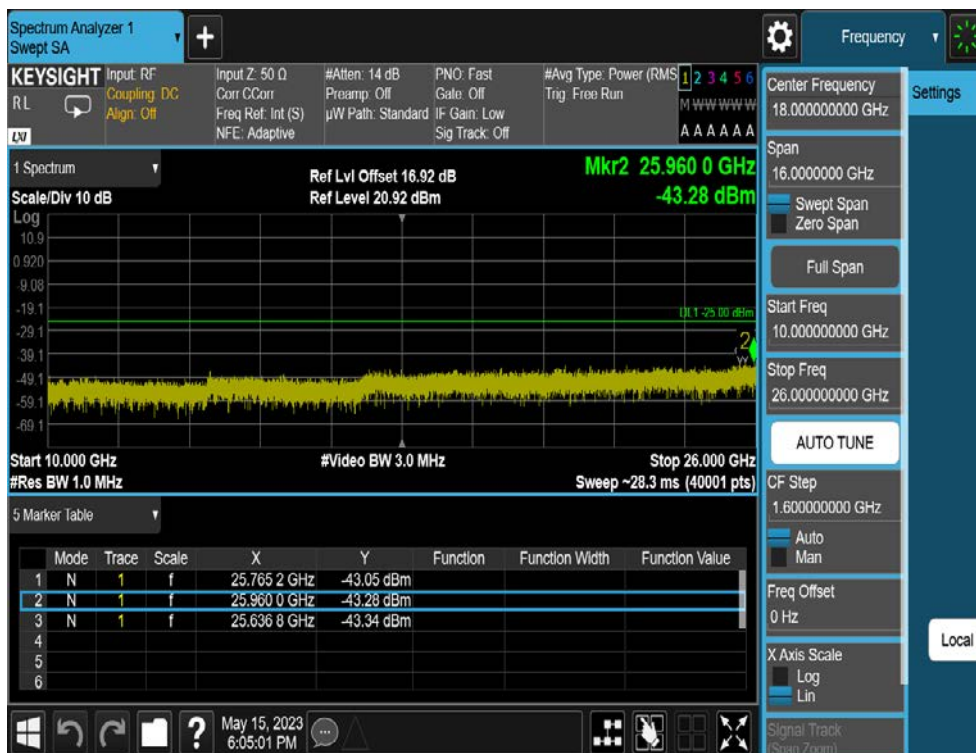 Spectrum Analyzer 1
Swept SA
+
Frequency
KEYSIGHT
Input: RF
Input Z: 50 Ω
#Atten: 14 dB
PNO: Fast
#Avg Type: Power (RMS
1 2 3 4 5 6
RL
Coupling: DC
Corr CCorr
Preamp: Off
Gate: Off
Trig: Free Run
Align: Off
Freq Ref: Int (S)
µW Path: Standard
IF Gain: Low
M W W W W W
LXI
NFE: Adaptive
Sig Track: Off
A A A A A A
Center Frequency
18.000000000 GHz
Settings
Span
16.0000000 GHz
Swept Span
Zero Span
Full Span
Start Freq
10.000000000 GHz
Stop Freq
26.000000000 GHz
AUTO TUNE
CF Step
1.600000000 GHz
Auto
Man
Freq Offset
0 Hz
X Axis Scale
Log
Lin
Signal Track
(Span Zoom)
Local
1 Spectrum
Ref Lvl Offset 16.92 dB
Mkr2 25.960 0 GHz
Scale/Div 10 dB
Ref Level 20.92 dBm
-43.28 dBm
Log
10.9
0.920
-9.08
-19.1
DL1 -25.00 dBm
-29.1
2
-39.1
-49.1
-59.1
-69.1
Start 10.000 GHz
#Video BW 3.0 MHz
Stop 26.000 GHz
#Res BW 1.0 MHz
Sweep ~28.3 ms (40001 pts)
5 Marker Table
Mode Trace Scale X Y Function Function Width Function Value
1 N 1 f 25.765 2 GHz -43.05 dBm
2 N 1 f 25.960 0 GHz -43.28 dBm
3 N 1 f 25.636 8 GHz -43.34 dBm
4
5
6
?
May 15, 2023
6:05:01 PM